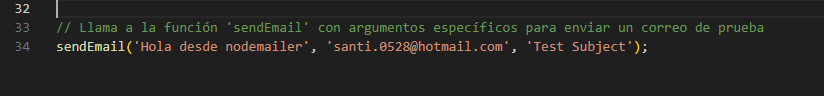 32
33 // Llama a la función 'sendEmail' con argumentos específicos para enviar un correo de prueba
34 sendEmail('Hola desde nodemailer', 'santi.0528@hotmail.com', 'Test Subject');